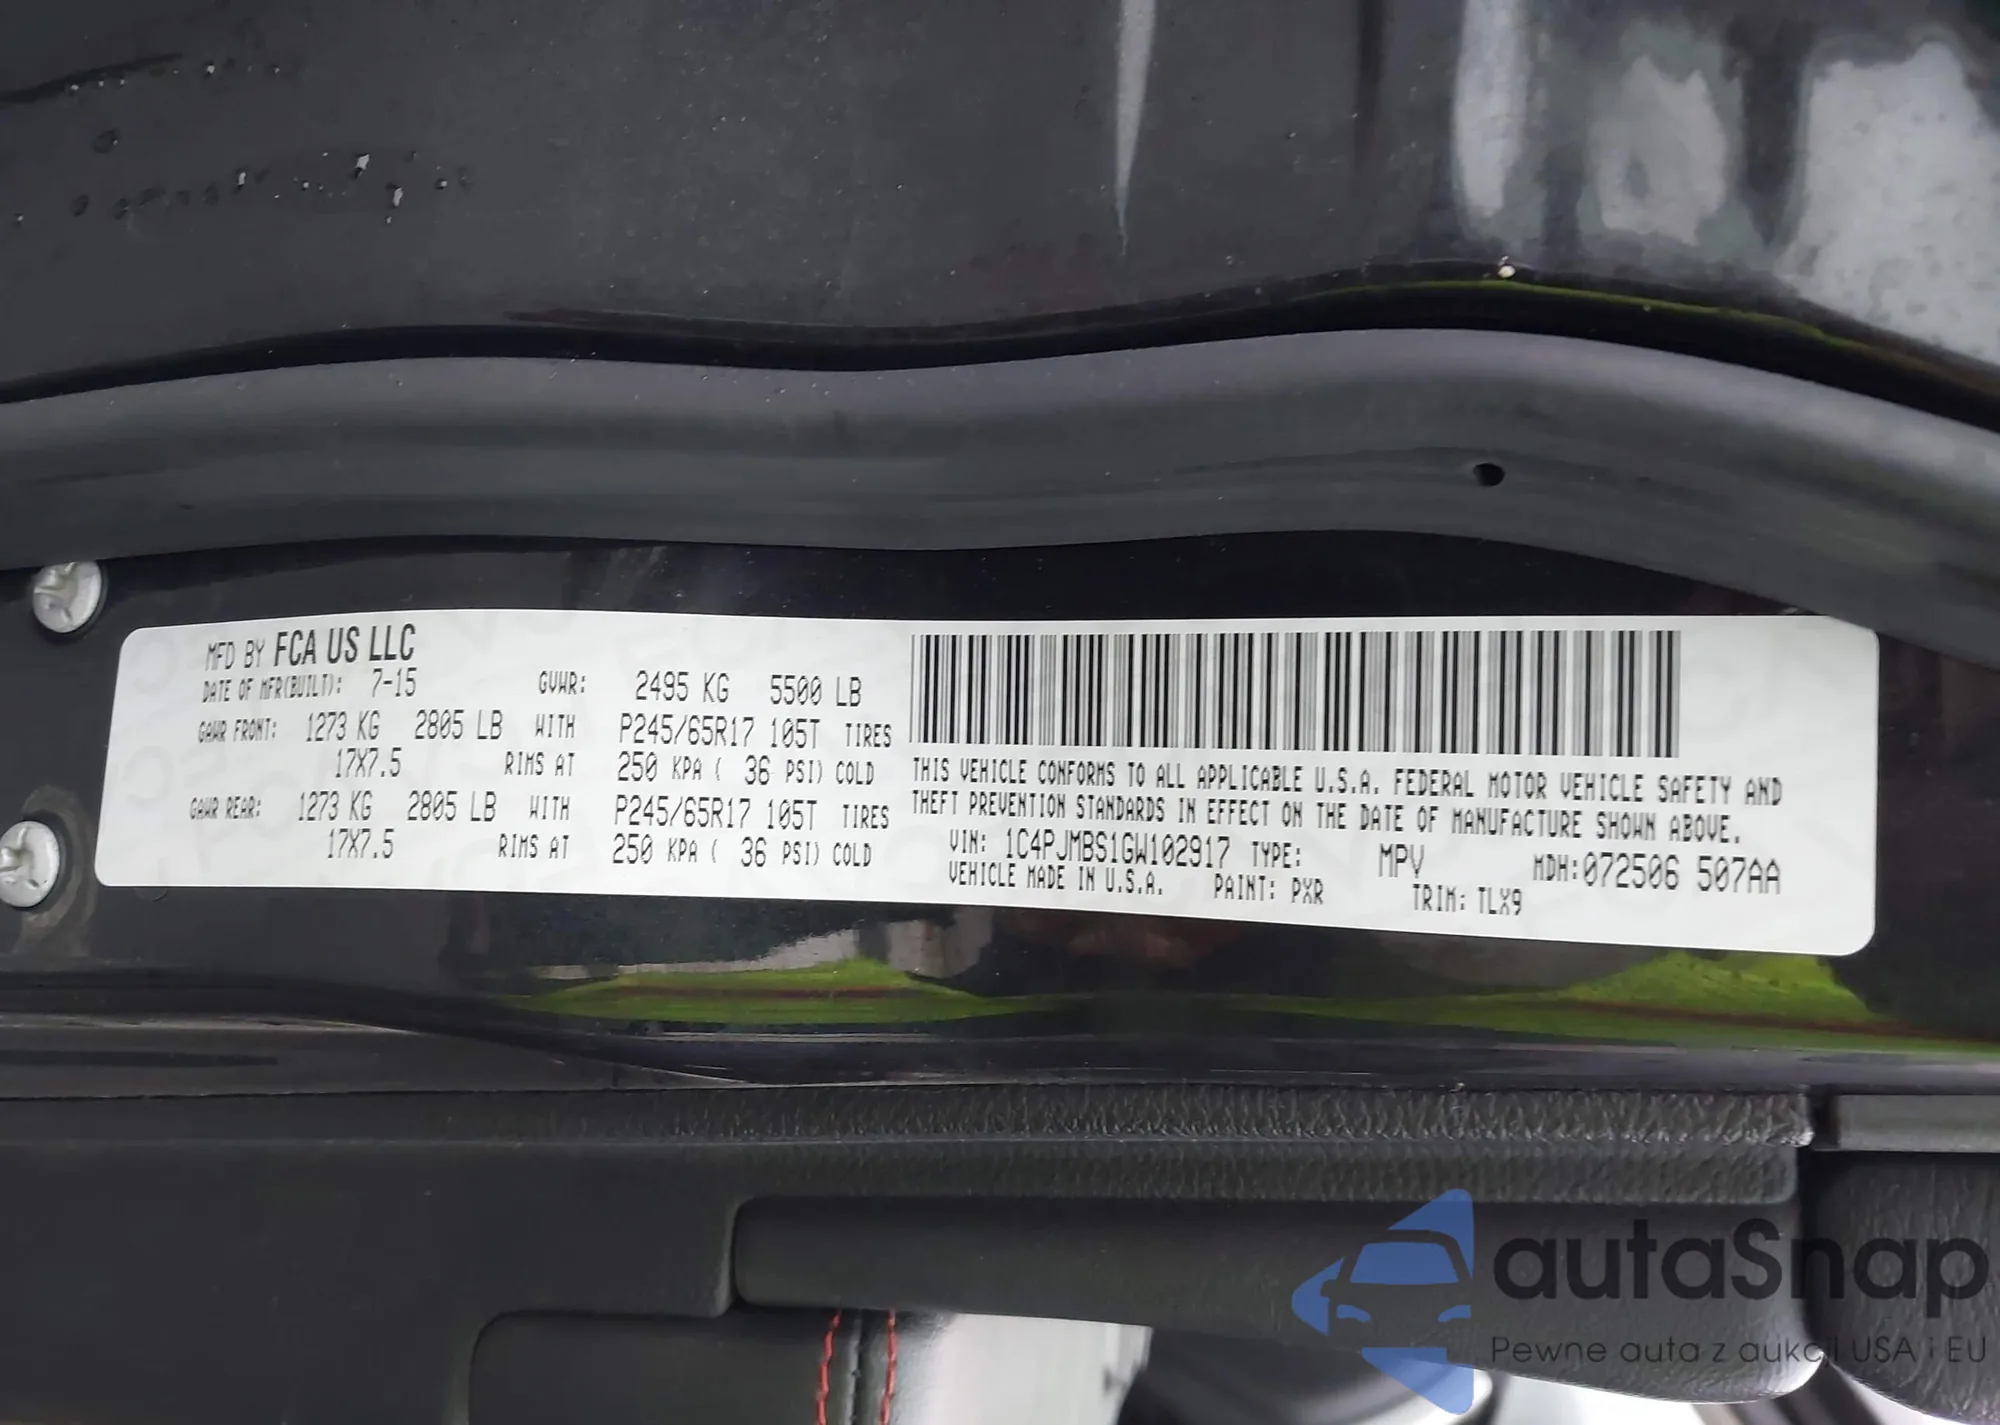 MFD BY FCA US LLC
DATE OF MFR(BUILT): 7-15 GVWR: 2495 KG 5500 LB
GAWR FRONT: 1273 KG 2805 LB WITH P245/65R17 105T TIRES
17X7.5 RIMS AT 250 KPA ( 36 PSI) COLD
GAWR REAR: 1273 KG 2805 LB WITH P245/65R17 105T TIRES
17X7.5 RIMS AT 250 KPA ( 36 PSI) COLD
THIS VEHICLE CONFORMS TO ALL APPLICABLE U.S.A. FEDERAL MOTOR VEHICLE SAFETY AND
THEFT PREVENTION STANDARDS IN EFFECT ON THE DATE OF MANUFACTURE SHOWN ABOVE.
VIN: 1C4PJMBS1GW102917 TYPE: MPV MDH:072506 507AA
VEHICLE MADE IN U.S.A. PAINT: PXR TRIM: TLX9
autaSnap
Pewne auta z aukcji USA i EU